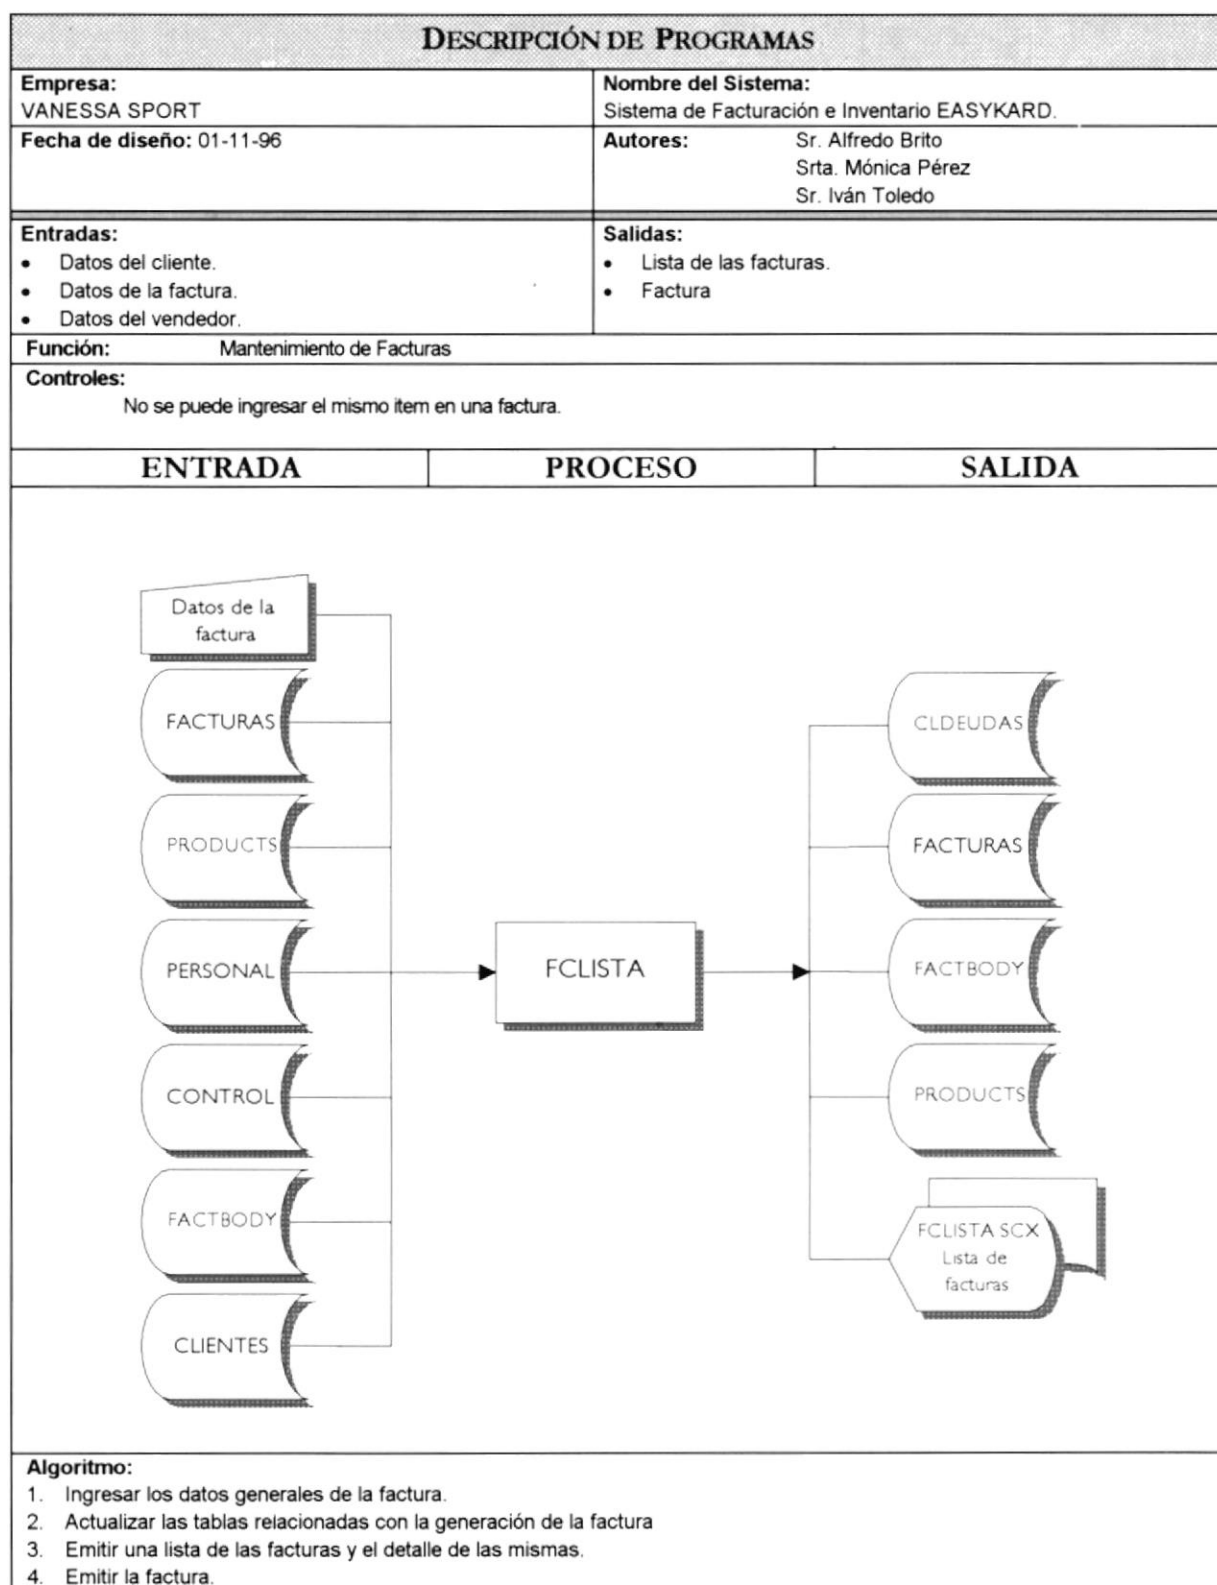 DESCRIPCIÓN DE PROGRAMAS
Empresa:
VANESSA SPORT
Nombre del Sistema:
Sistema de Facturación e Inventario EASYKARD.
Fecha de diseño: 01-11-96
Autores: Sr. Alfredo Brito
Srta. Mónica Pérez
Sr. Iván Toledo
Entradas:
• Datos del cliente.
• Datos de la factura.
• Datos del vendedor.
Salidas:
• Lista de las facturas.
• Factura
Función: Mantenimiento de Facturas
Controles:
No se puede ingresar el mismo item en una factura.
ENTRADA PROCESO SALIDA
Datos de la
factura
FACTURAS
PRODUCTS
PERSONAL
CONTROL
FACTBODY
CLIENTES
FCLISTA
CLDEUDAS
FACTURAS
FACTBODY
PRODUCTS
FCLISTA SCX
Lista de
facturas
Algoritmo:
1. Ingresar los datos generales de la factura.
2. Actualizar las tablas relacionadas con la generación de la factura
3. Emitir una lista de las facturas y el detalle de las mismas.
4. Emitir la factura.